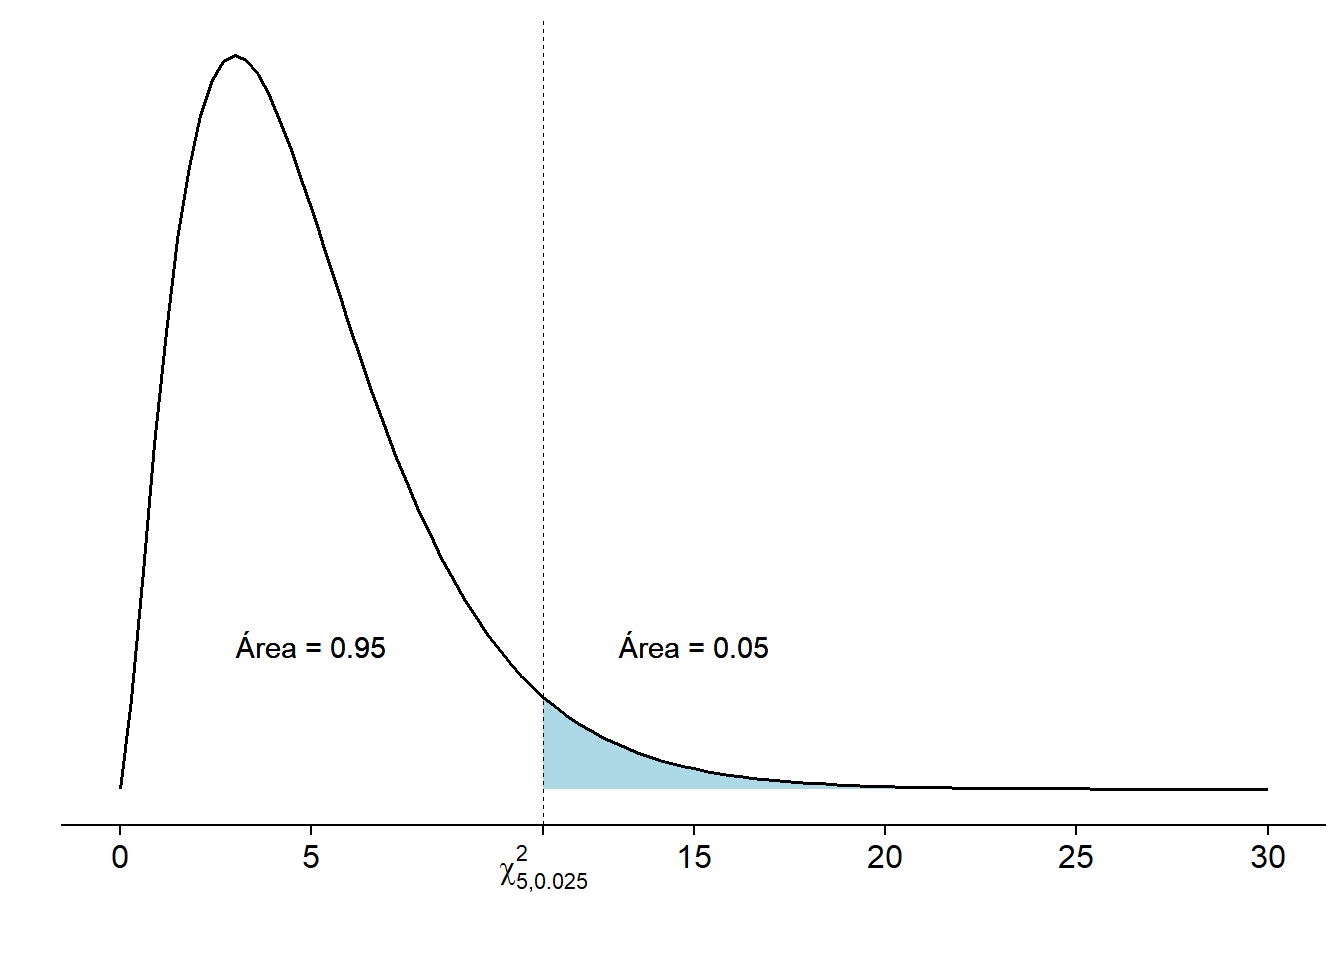 Área = 0.95 Área = 0.05
0 5 χ²₅,₀.₀₂₅ 15 20 25 30